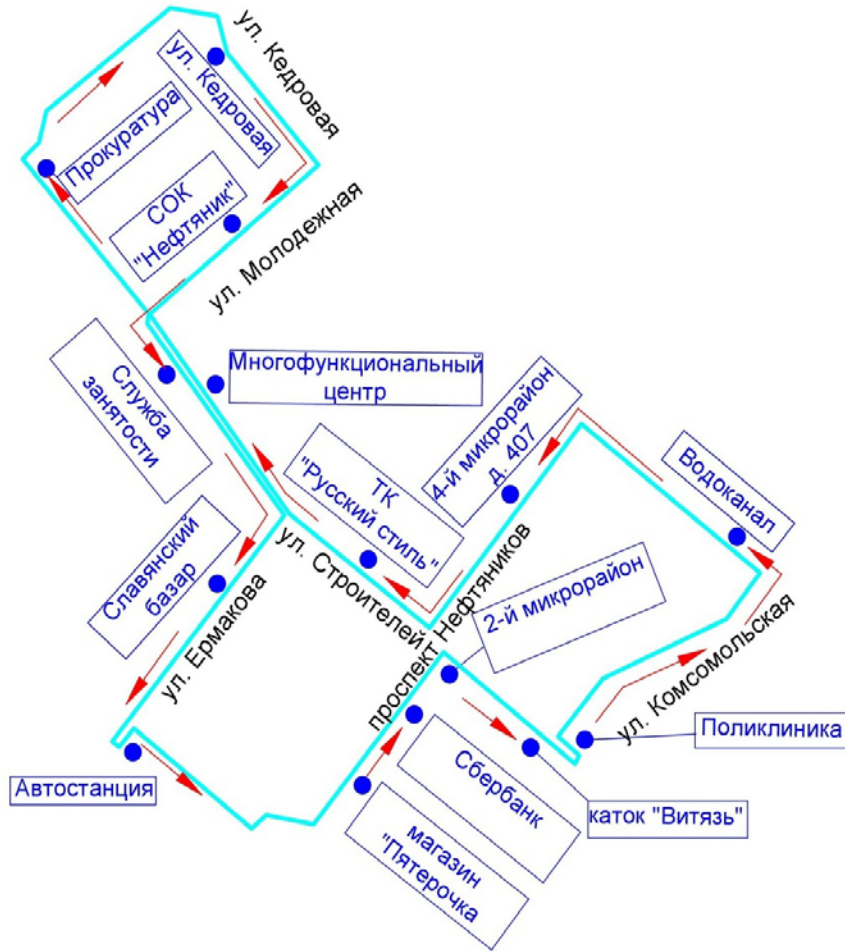 ул. Кедровая
ул. Кедровая
Прокуратура
СОК
"Нефтяник"
ул. Молодежная
Многофункциональный
центр
Служба
занятости
4-й микрорайон
д. 407
ТК
"Русский стиль"
Водоканал
Славянский
базар
ул. Строителей
проспект Нефтяников
2-й микрорайон
ул. Ермакова
ул. Комсомольская
Поликлиника
Автостанция
Сбербанк
каток "Витязь"
магазин
"Пятерочка